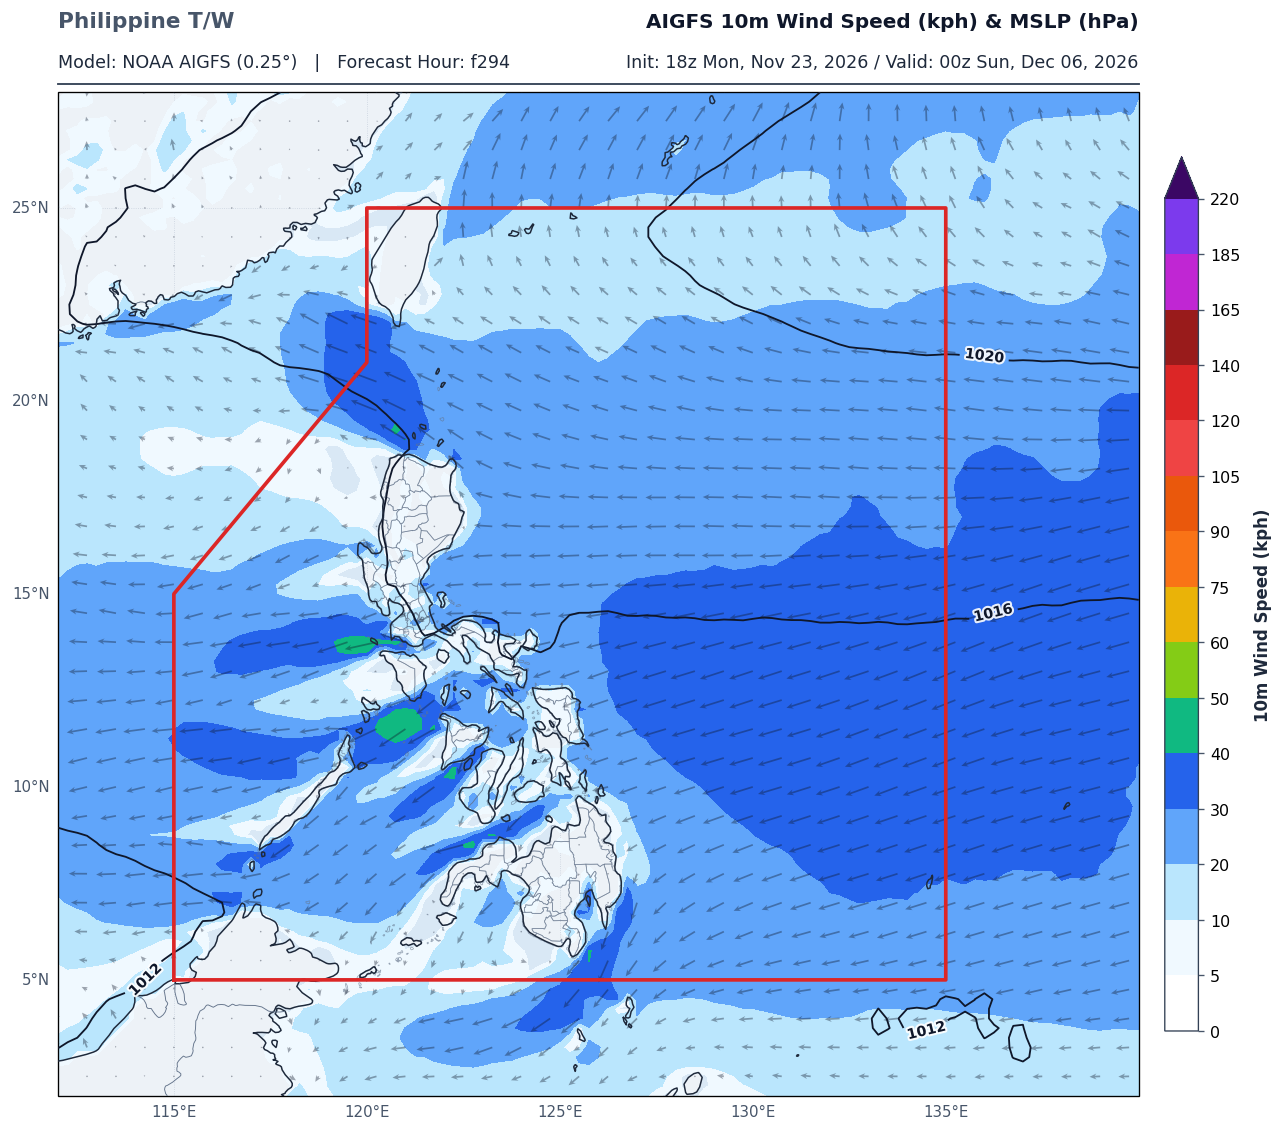 Philippine T/W
AIGFS 10m Wind Speed (kph) & MSLP (hPa)
Model: NOAA AIGFS (0.25°) | Forecast Hour: f294
Init: 18z Mon, Nov 23, 2026 / Valid: 00z Sun, Dec 06, 2026
25°N
20°N
15°N
10°N
5°N
115°E
120°E
125°E
130°E
135°E
1020
1016
1012
1012
220
185
165
140
120
105
90
75
60
50
40
30
20
10
5
0
10m Wind Speed (kph)